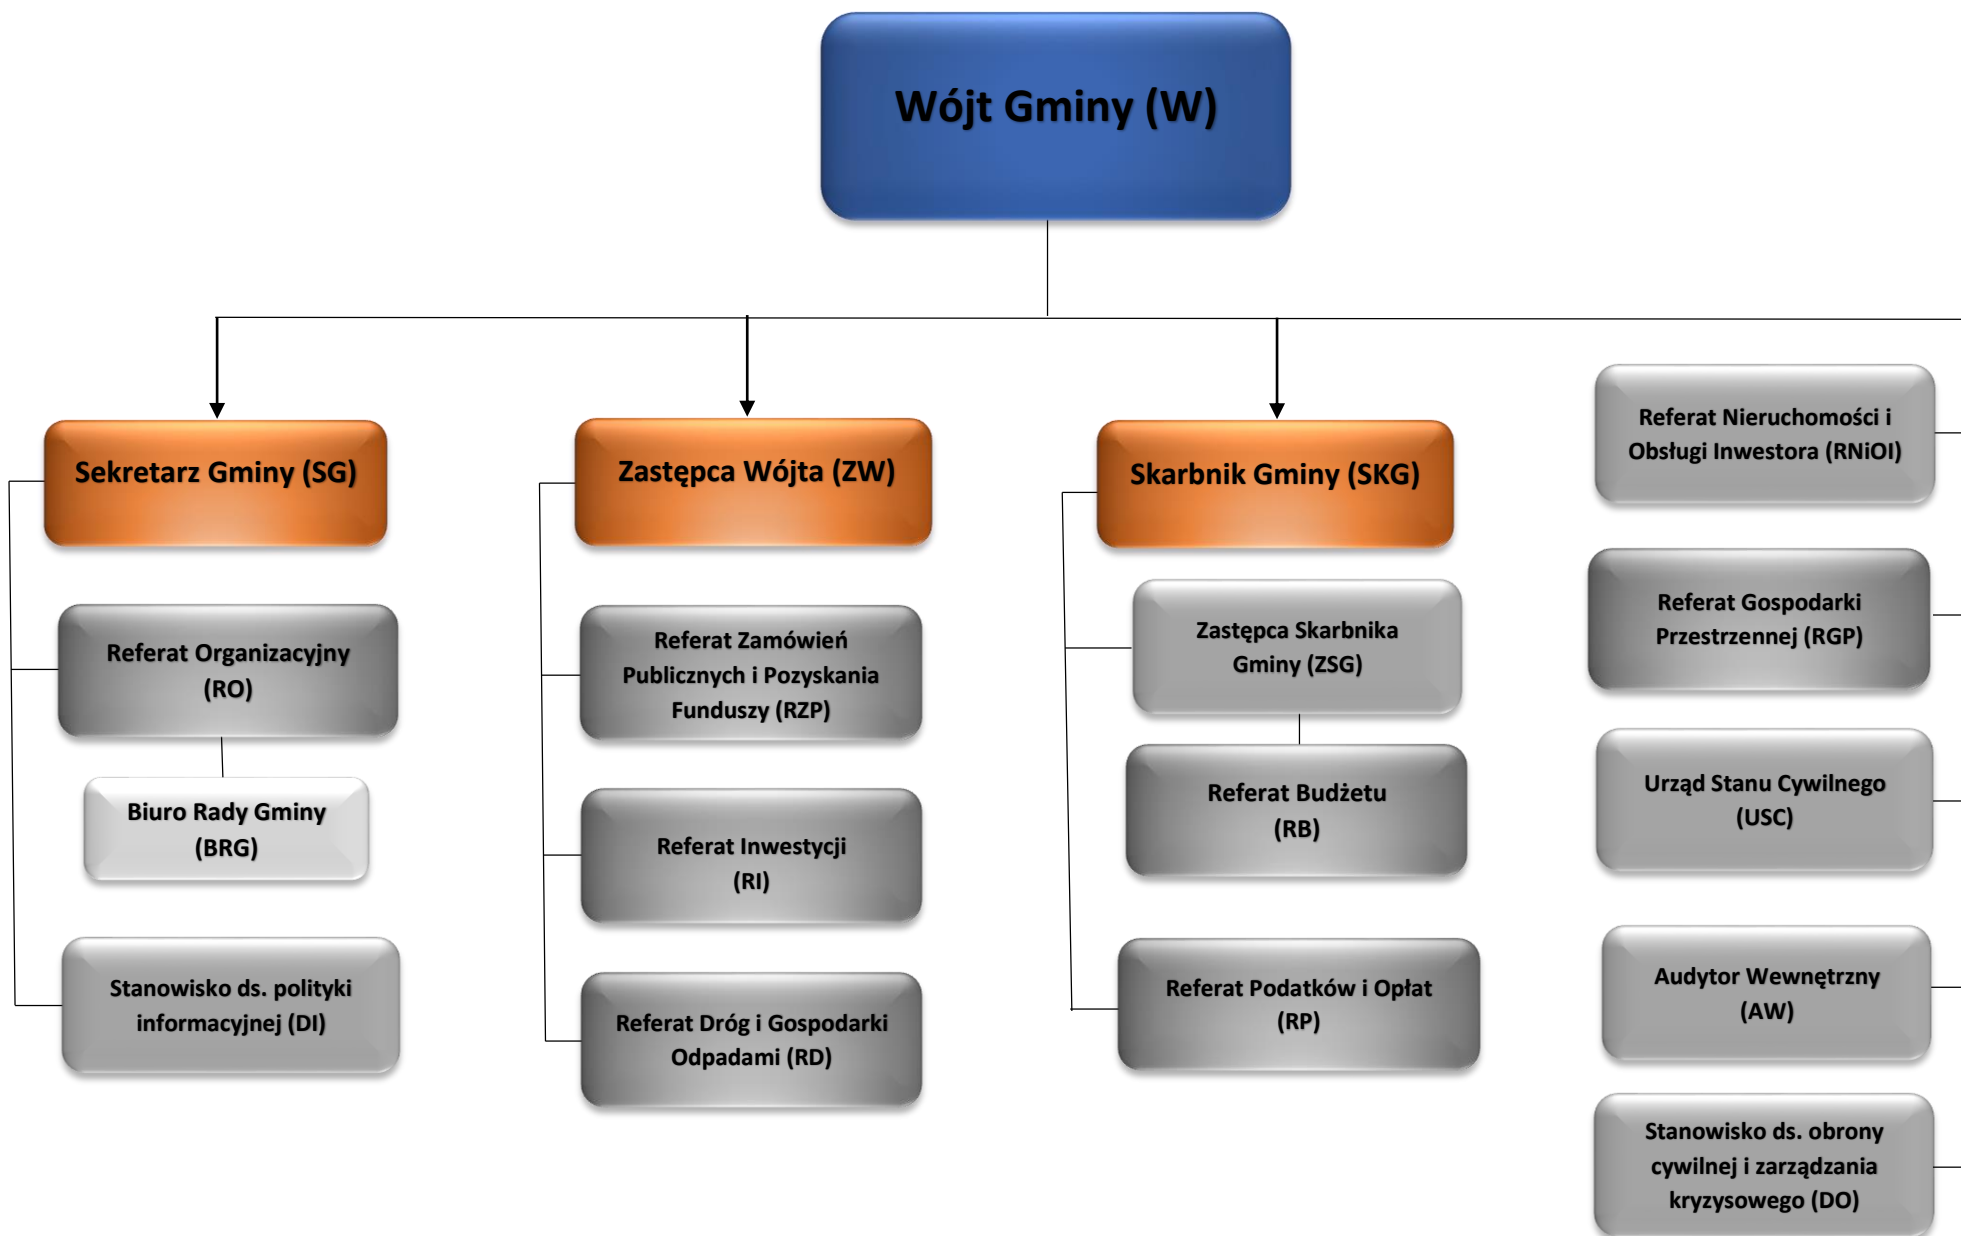 Wójt Gminy (W)
Sekretarz Gminy (SG)
Referat Organizacyjny
(RO)
Biuro Rady Gminy
(BRG)
Stanowisko ds. polityki
informacyjnej (DI)
Zastępca Wójta (ZW)
Referat Zamówień
Publicznych i Pozyskania
Funduszy (RZP)
Referat Inwestycji
(RI)
Referat Dróg i Gospodarki
Odpadami (RD)
Skarbnik Gminy (SKG)
Zastępca Skarbnika
Gminy (ZSG)
Referat Budżetu
(RB)
Referat Podatków i Opłat
(RP)
Referat Nieruchomości i
Obsługi Inwestora (RNiOI)
Referat Gospodarki
Przestrzennej (RGP)
Urząd Stanu Cywilnego
(USC)
Audytor Wewnętrzny
(AW)
Stanowisko ds. obrony
cywilnej i zarządzania
kryzysowego (DO)